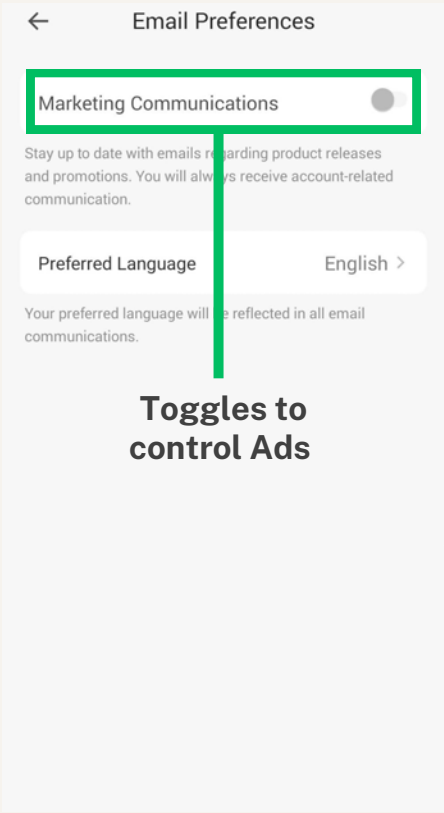 Email Preferences
Marketing Communications
Stay up to date with emails regarding product releases
and promotions. You will always receive account-related
communication.
Preferred Language English >
Your preferred language will be reflected in all email
communications.
Toggles to
control Ads